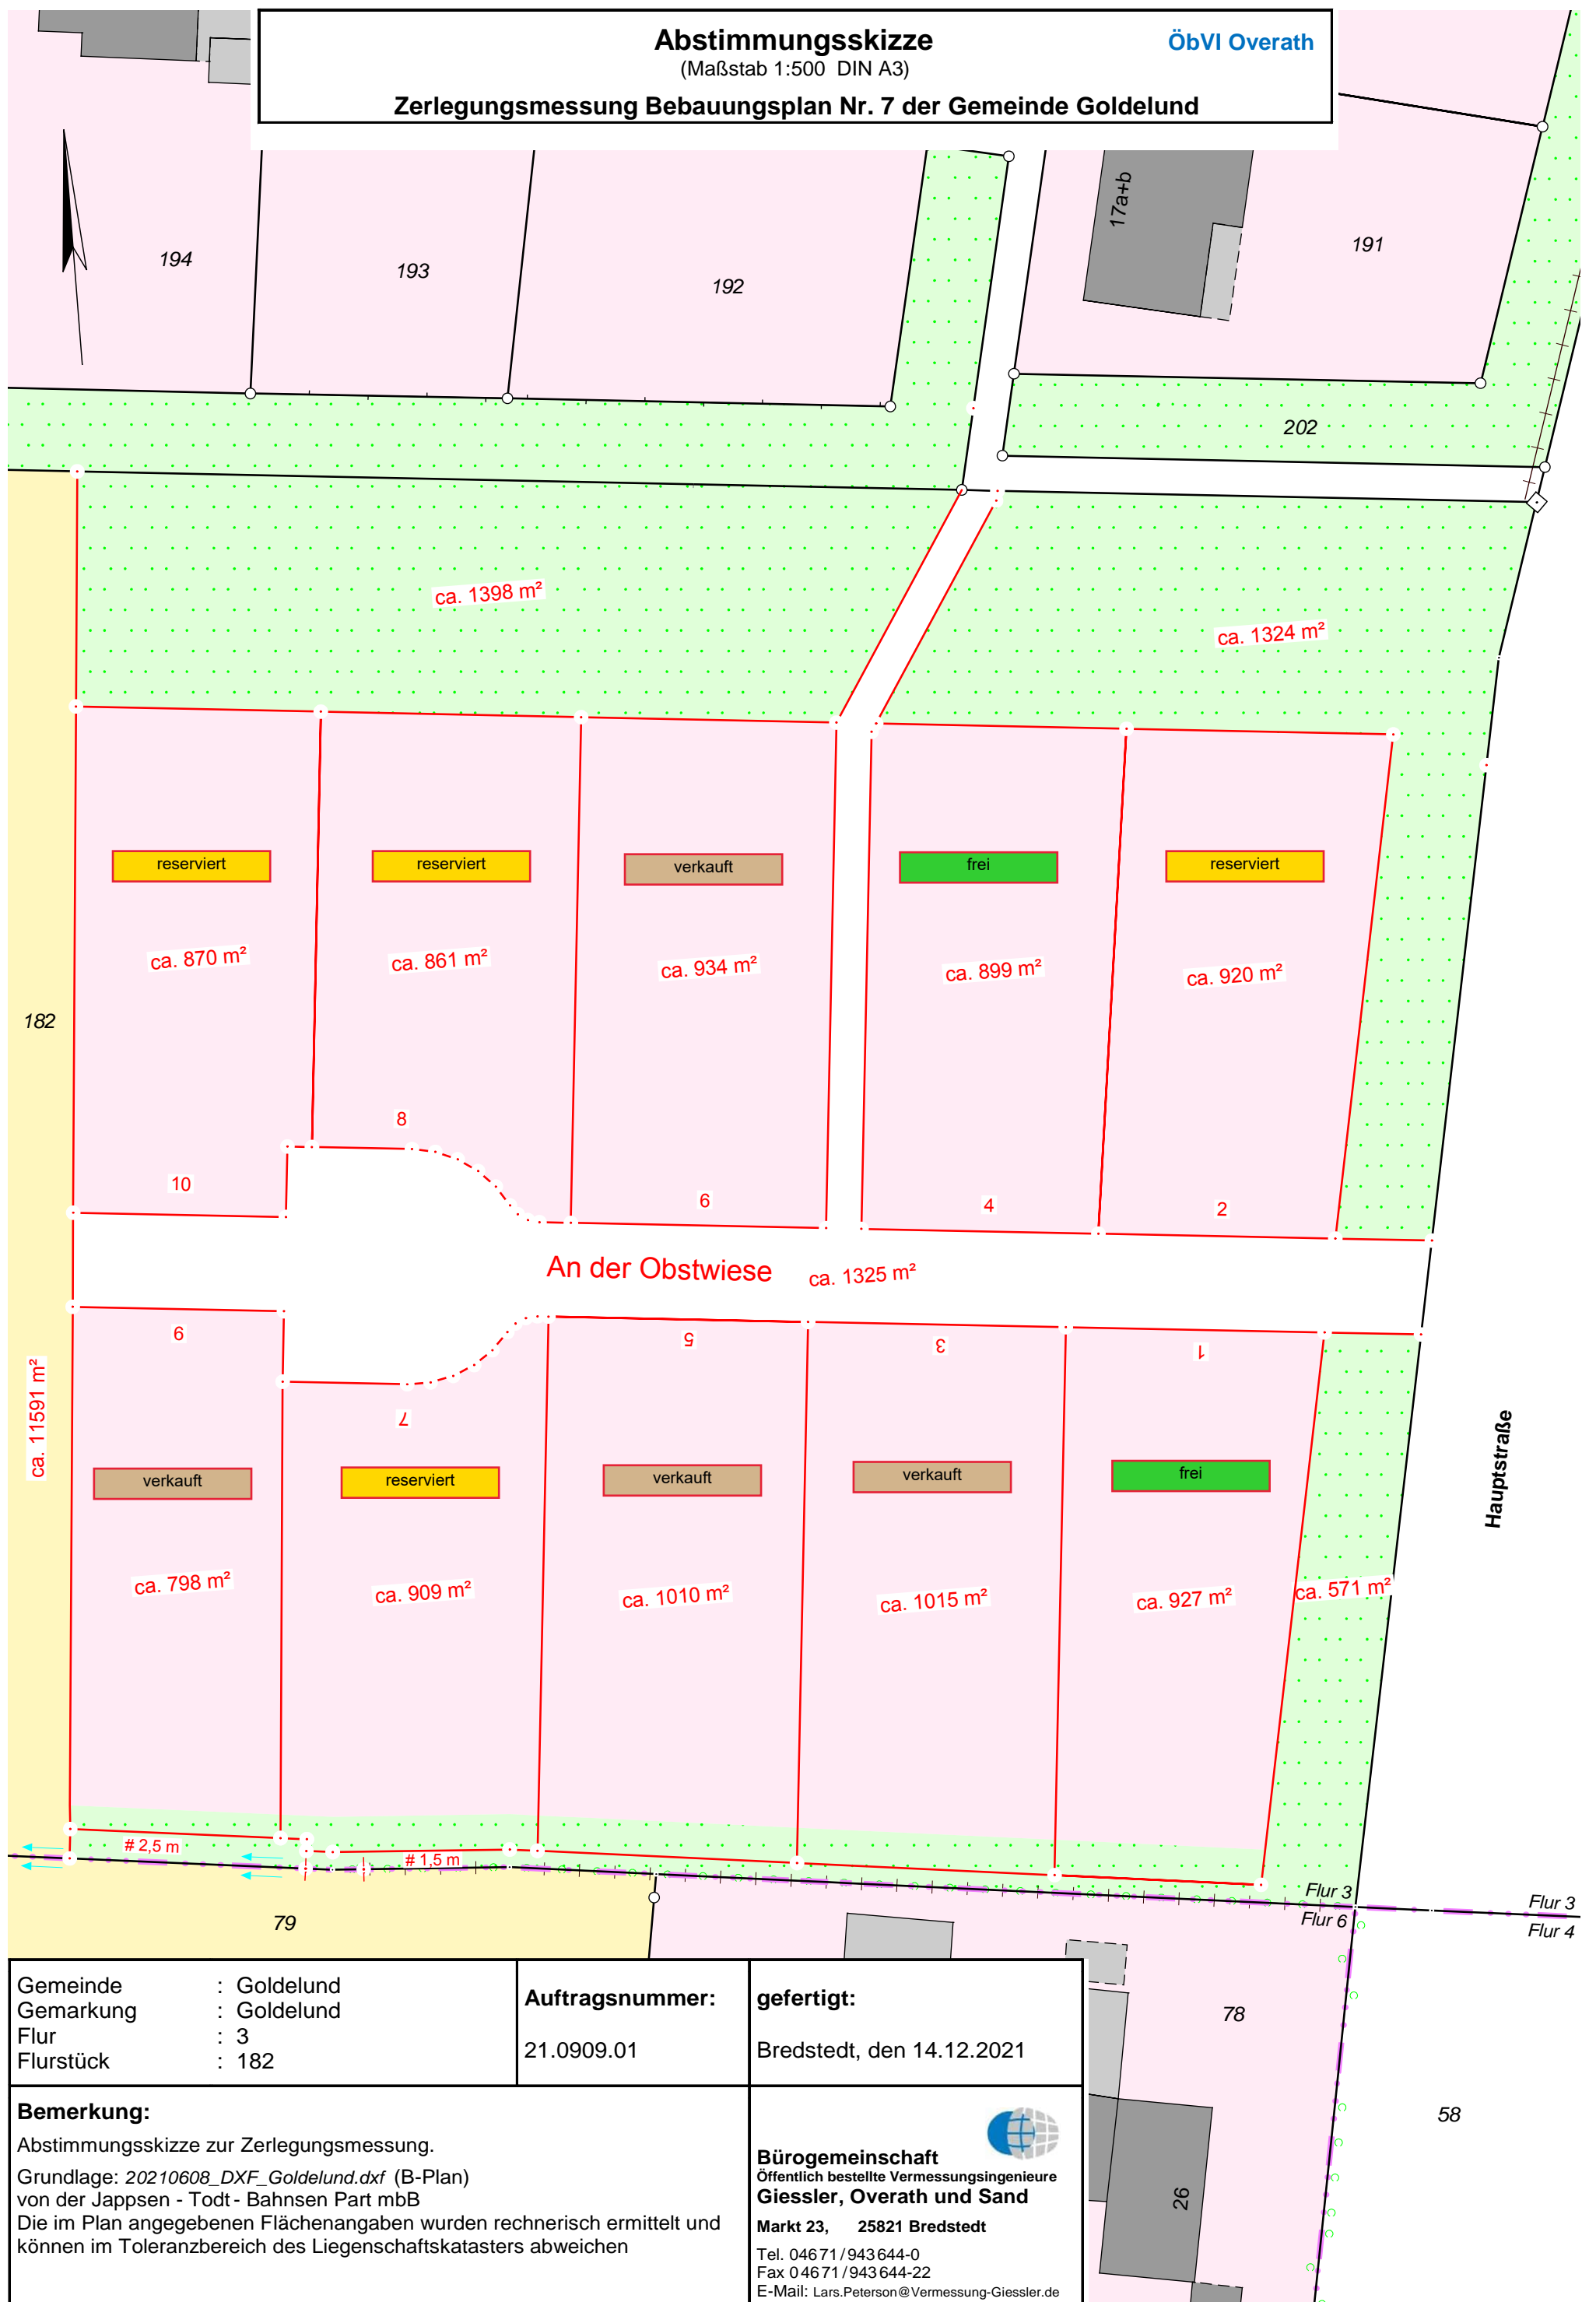 Abstimmungsskizze
ÖbVI Overath
(Maßstab 1:500 DIN A3)
Zerlegungsmessung Bebauungsplan Nr. 7 der Gemeinde Goldelund
17a+b
191
194
193
192
202
ca. 1398 m²
ca. 1324 m²
reserviert
reserviert
verkauft
frei
reserviert
ca. 870 m²
ca. 861 m²
ca. 934 m²
ca. 899 m²
ca. 920 m²
182
8
10
6
4
2
An der Obstwiese
ca. 1325 m²
9
5
3
1
7
ca. 11591 m²
Hauptstraße
verkauft
reserviert
verkauft
verkauft
frei
ca. 798 m²
ca. 909 m²
ca. 1010 m²
ca. 1015 m²
ca. 927 m²
ca. 571 m²
# 2,5 m
# 1,5 m
Flur 3
Flur 6
Flur 3
Flur 4
79
78
58
26
Gemeinde : Goldelund
Gemarkung : Goldelund
Flur : 3
Flurstück : 182
Auftragsnummer:
21.0909.01
gefertigt:
Bredstedt, den 14.12.2021
Bemerkung:
Abstimmungsskizze zur Zerlegungsmessung.
Grundlage: 20210608_DXF_Goldelund.dxf (B-Plan)
von der Jappsen - Todt - Bahnsen Part mbB
Die im Plan angegebenen Flächenangaben wurden rechnerisch ermittelt und
können im Toleranzbereich des Liegenschaftskatasters abweichen
Bürogemeinschaft
Öffentlich bestellte Vermessungsingenieure
Giessler, Overath und Sand
Markt 23, 25821 Bredstedt
Tel. 04671/943644-0
Fax 04671/943644-22
E-Mail: Lars.Peterson@Vermessung-Giessler.de